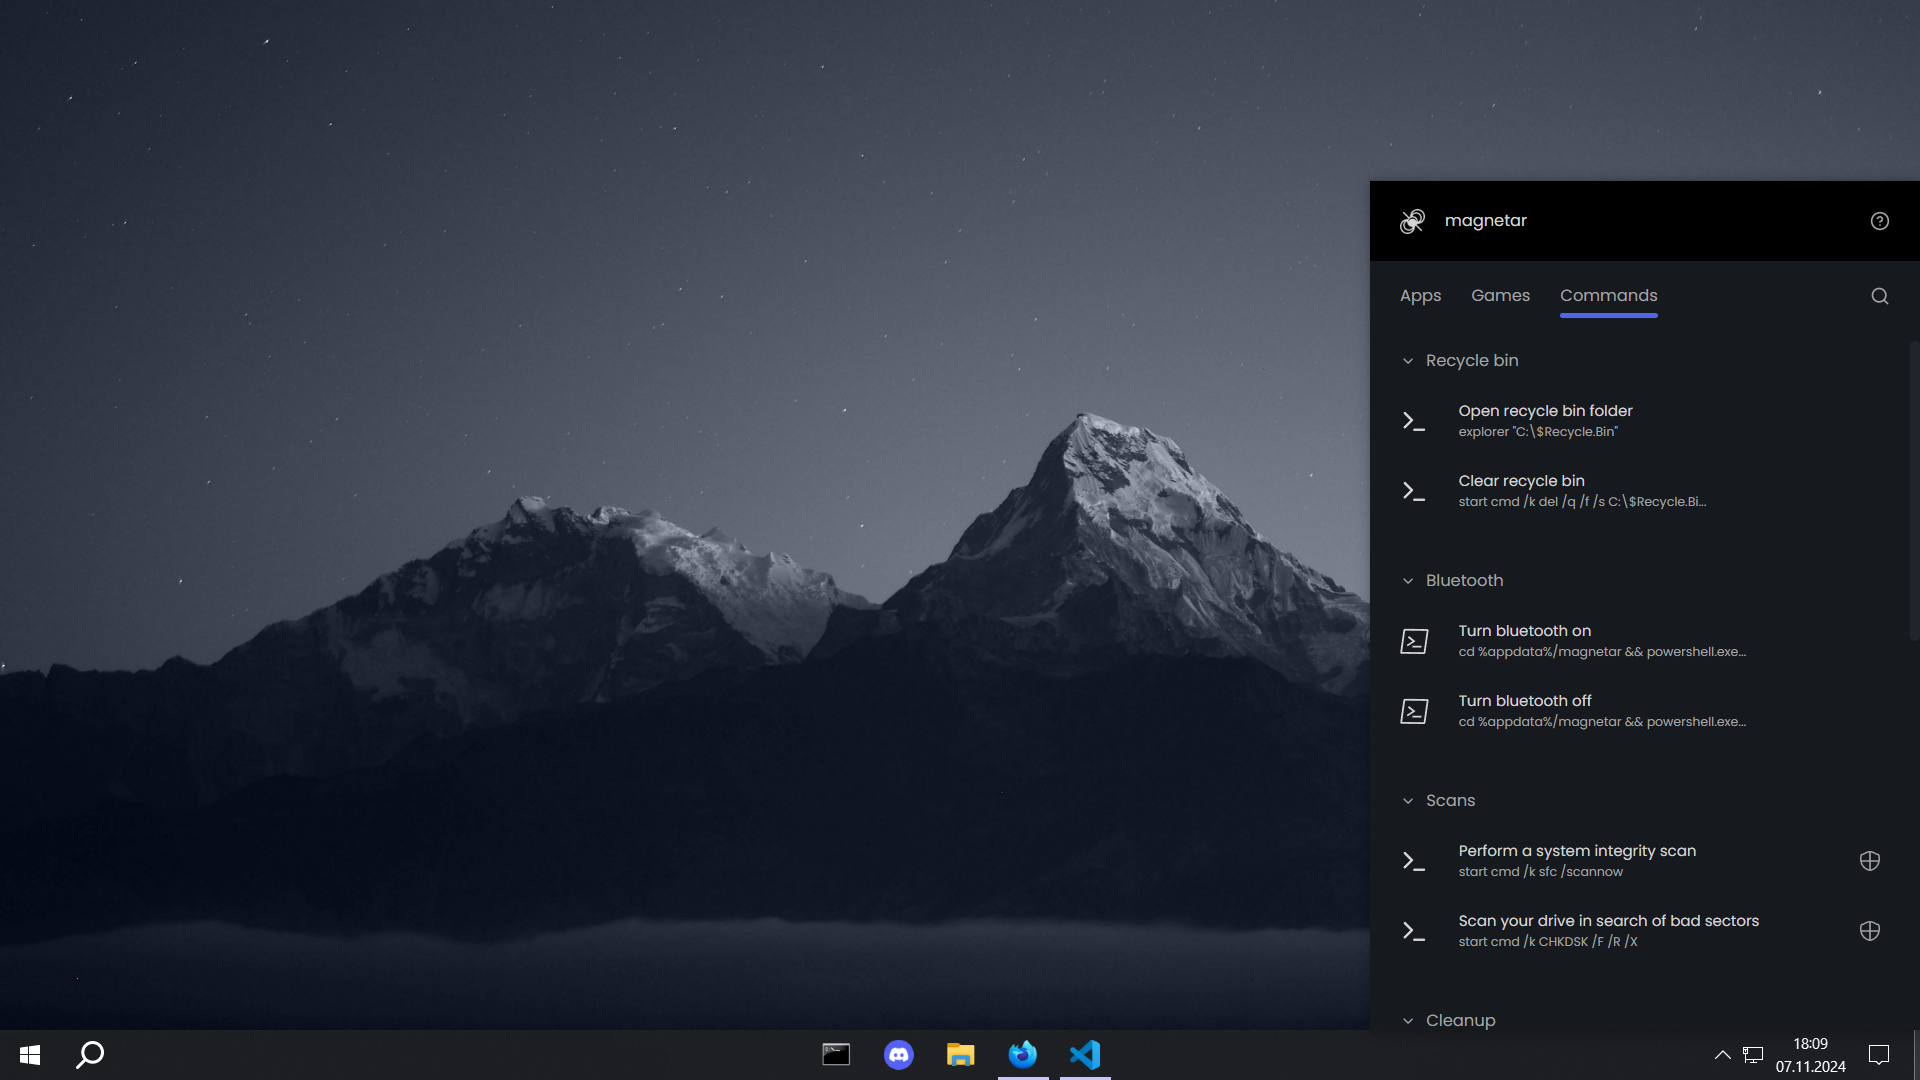 magnetar
Apps Games Commands
Recycle bin
Open recycle bin folder
explorer "C:\$Recycle.Bin"
Clear recycle bin
start cmd /k del /q /f /s C:\$Recycle.Bi...
Bluetooth
Turn bluetooth on
cd %appdata%/magnetar && powershell.exe...
Turn bluetooth off
cd %appdata%/magnetar && powershell.exe...
Scans
Perform a system integrity scan
start cmd /k sfc /scannow
Scan your drive in search of bad sectors
start cmd /k CHKDSK /F /R /X
Cleanup
18:09
07.11.2024